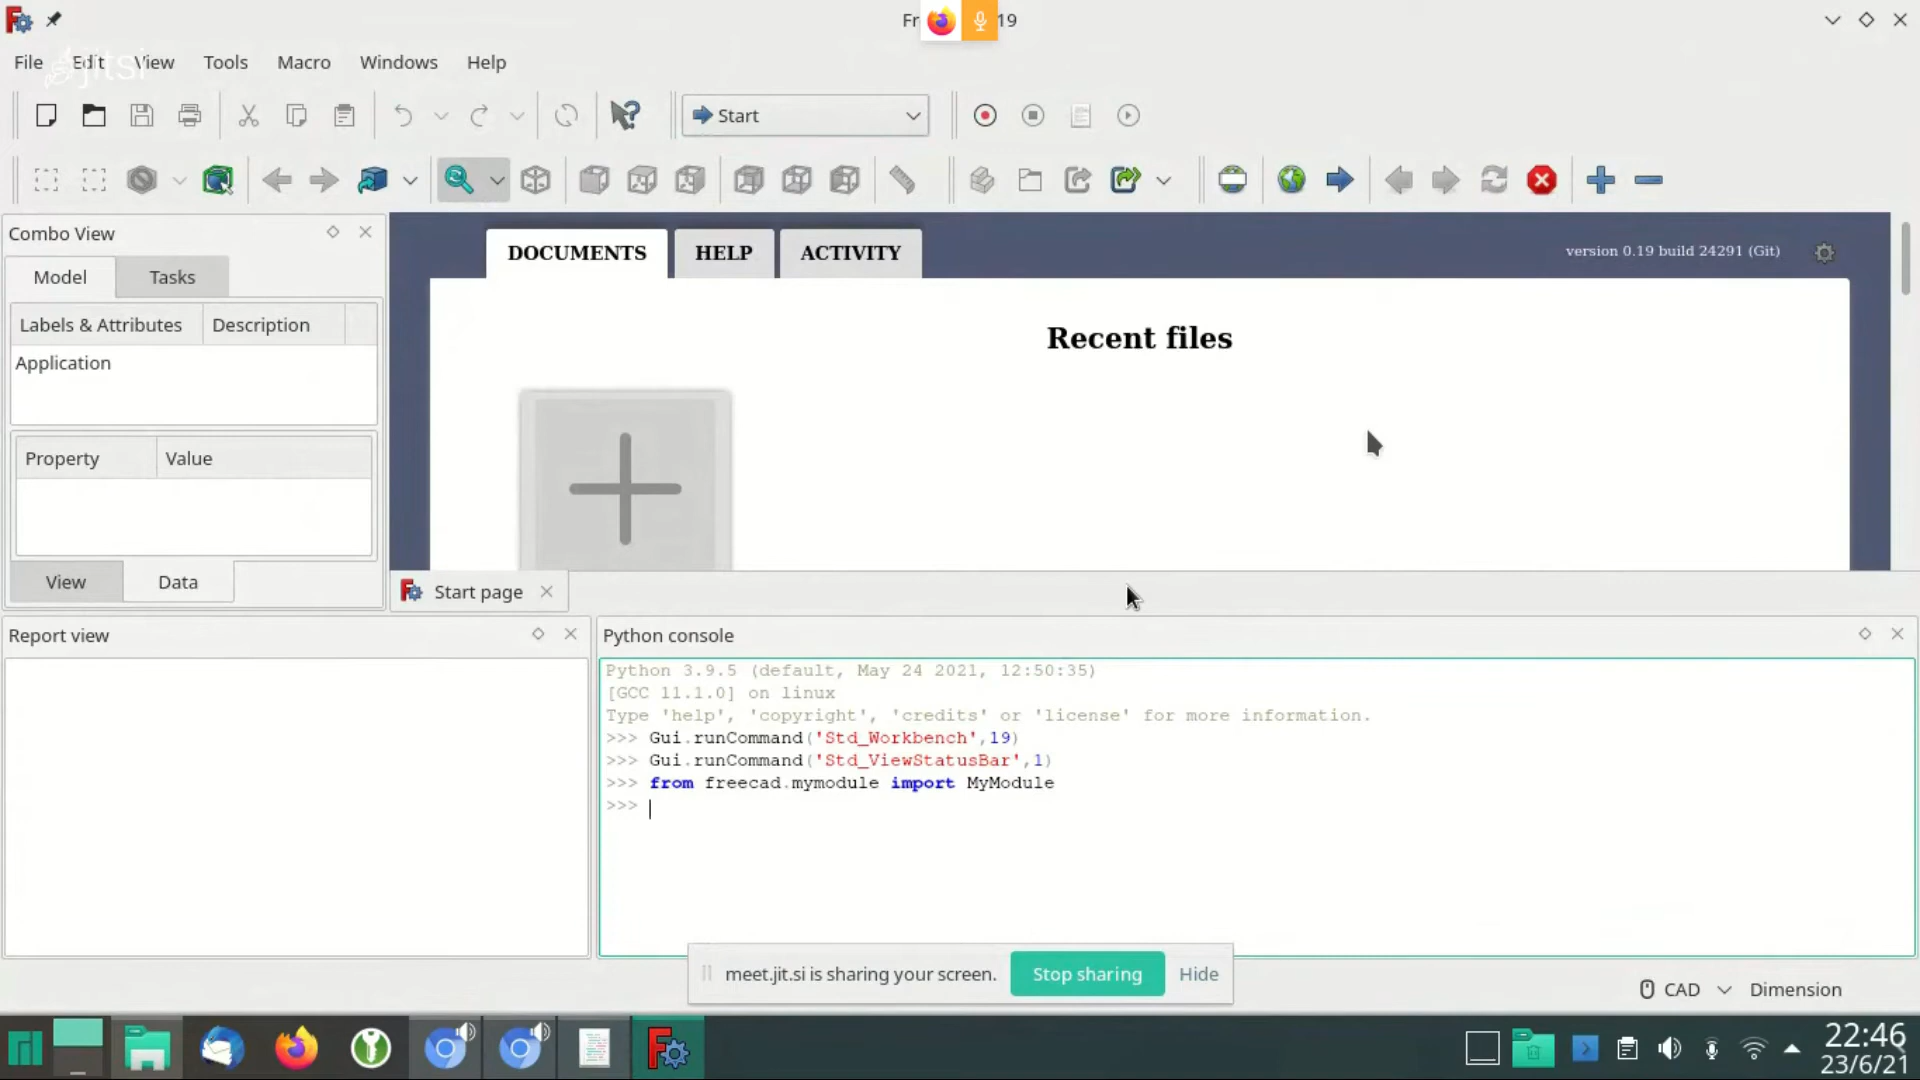 Fr 19
File Edit View Tools Macro Windows Help
jitsi
Start
Combo View
Model Tasks
Labels & Attributes Description
Application
Property Value
View Data
DOCUMENTS HELP ACTIVITY
version 0.19 build 24291 (Git)
Recent files
Start page
Report view
Python console
Python 3.9.5 (default, May 24 2021, 12:50:35)
[GCC 11.1.0] on linux
Type 'help', 'copyright', 'credits' or 'license' for more information.
>>> Gui.runCommand('Std_Workbench',19)
>>> Gui.runCommand('Std_ViewStatusBar',1)
>>> from freecad.mymodule import MyModule
>>>
meet.jit.si is sharing your screen. Stop sharing Hide
CAD Dimension
22:46
23/6/21